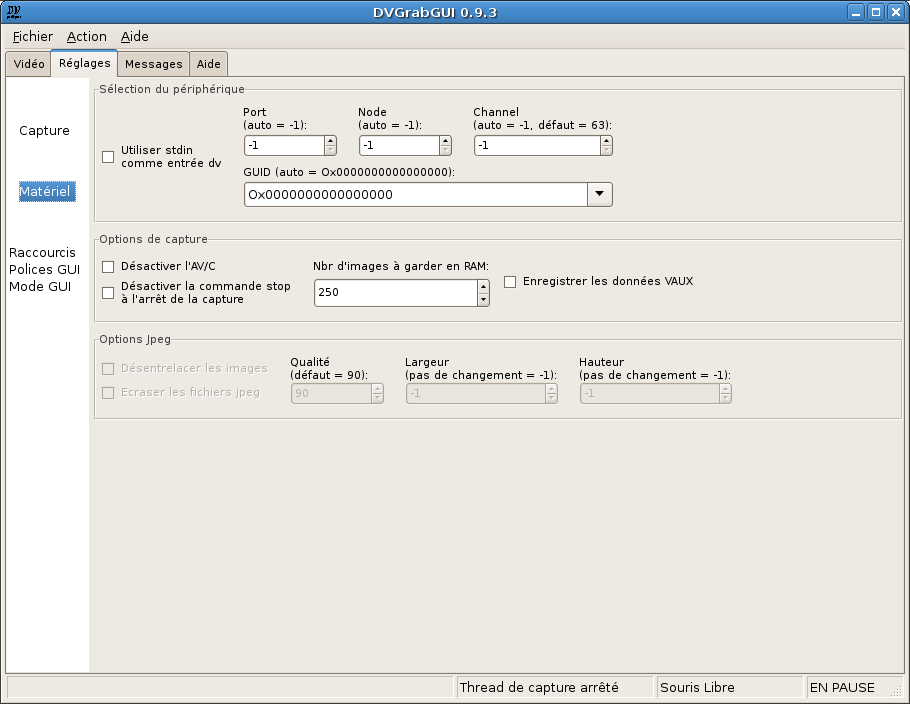 DVGrabGUI 0.9.3
Fichier Action Aide
Vidéo Réglages Messages Aide
Capture
Matériel
Raccourcis
Polices GUI
Mode GUI
Sélection du périphérique
Utiliser stdin
comme entrée dv
Port
(auto = -1):
-1
Node
(auto = -1):
-1
Channel
(auto = -1, défaut = 63):
-1
GUID (auto = Ox0000000000000000):
Ox0000000000000000
Options de capture
Désactiver l'AV/C
Désactiver la commande stop
à l'arrêt de la capture
Nbr d'images à garder en RAM:
250
Enregistrer les données VAUX
Options Jpeg
Désentrelacer les images
Ecraser les fichiers jpeg
Qualité
(défaut = 90):
90
Largeur
(pas de changement = -1):
-1
Hauteur
(pas de changement = -1):
-1
Thread de capture arrêté
Souris Libre
EN PAUSE